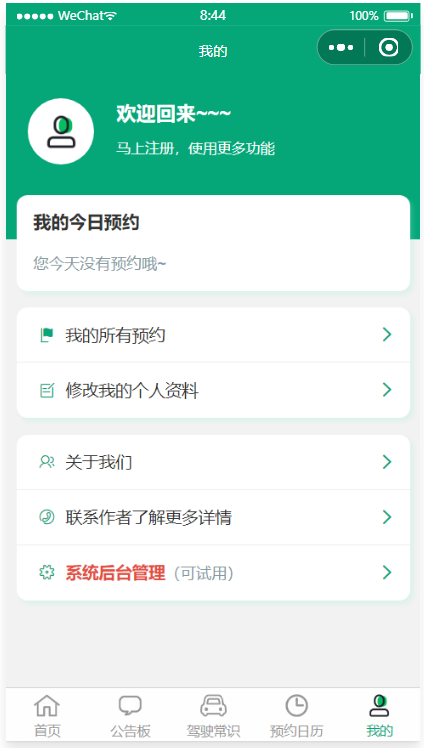 WeChat 8:44 100%
我的
欢迎回来~~~
马上注册，使用更多功能
我的今日预约
您今天没有预约哦~
我的所有预约
修改我的个人资料
关于我们
联系作者了解更多详情
系统后台管理（可试用）
首页 公告板 驾驶常识 预约日历 我的